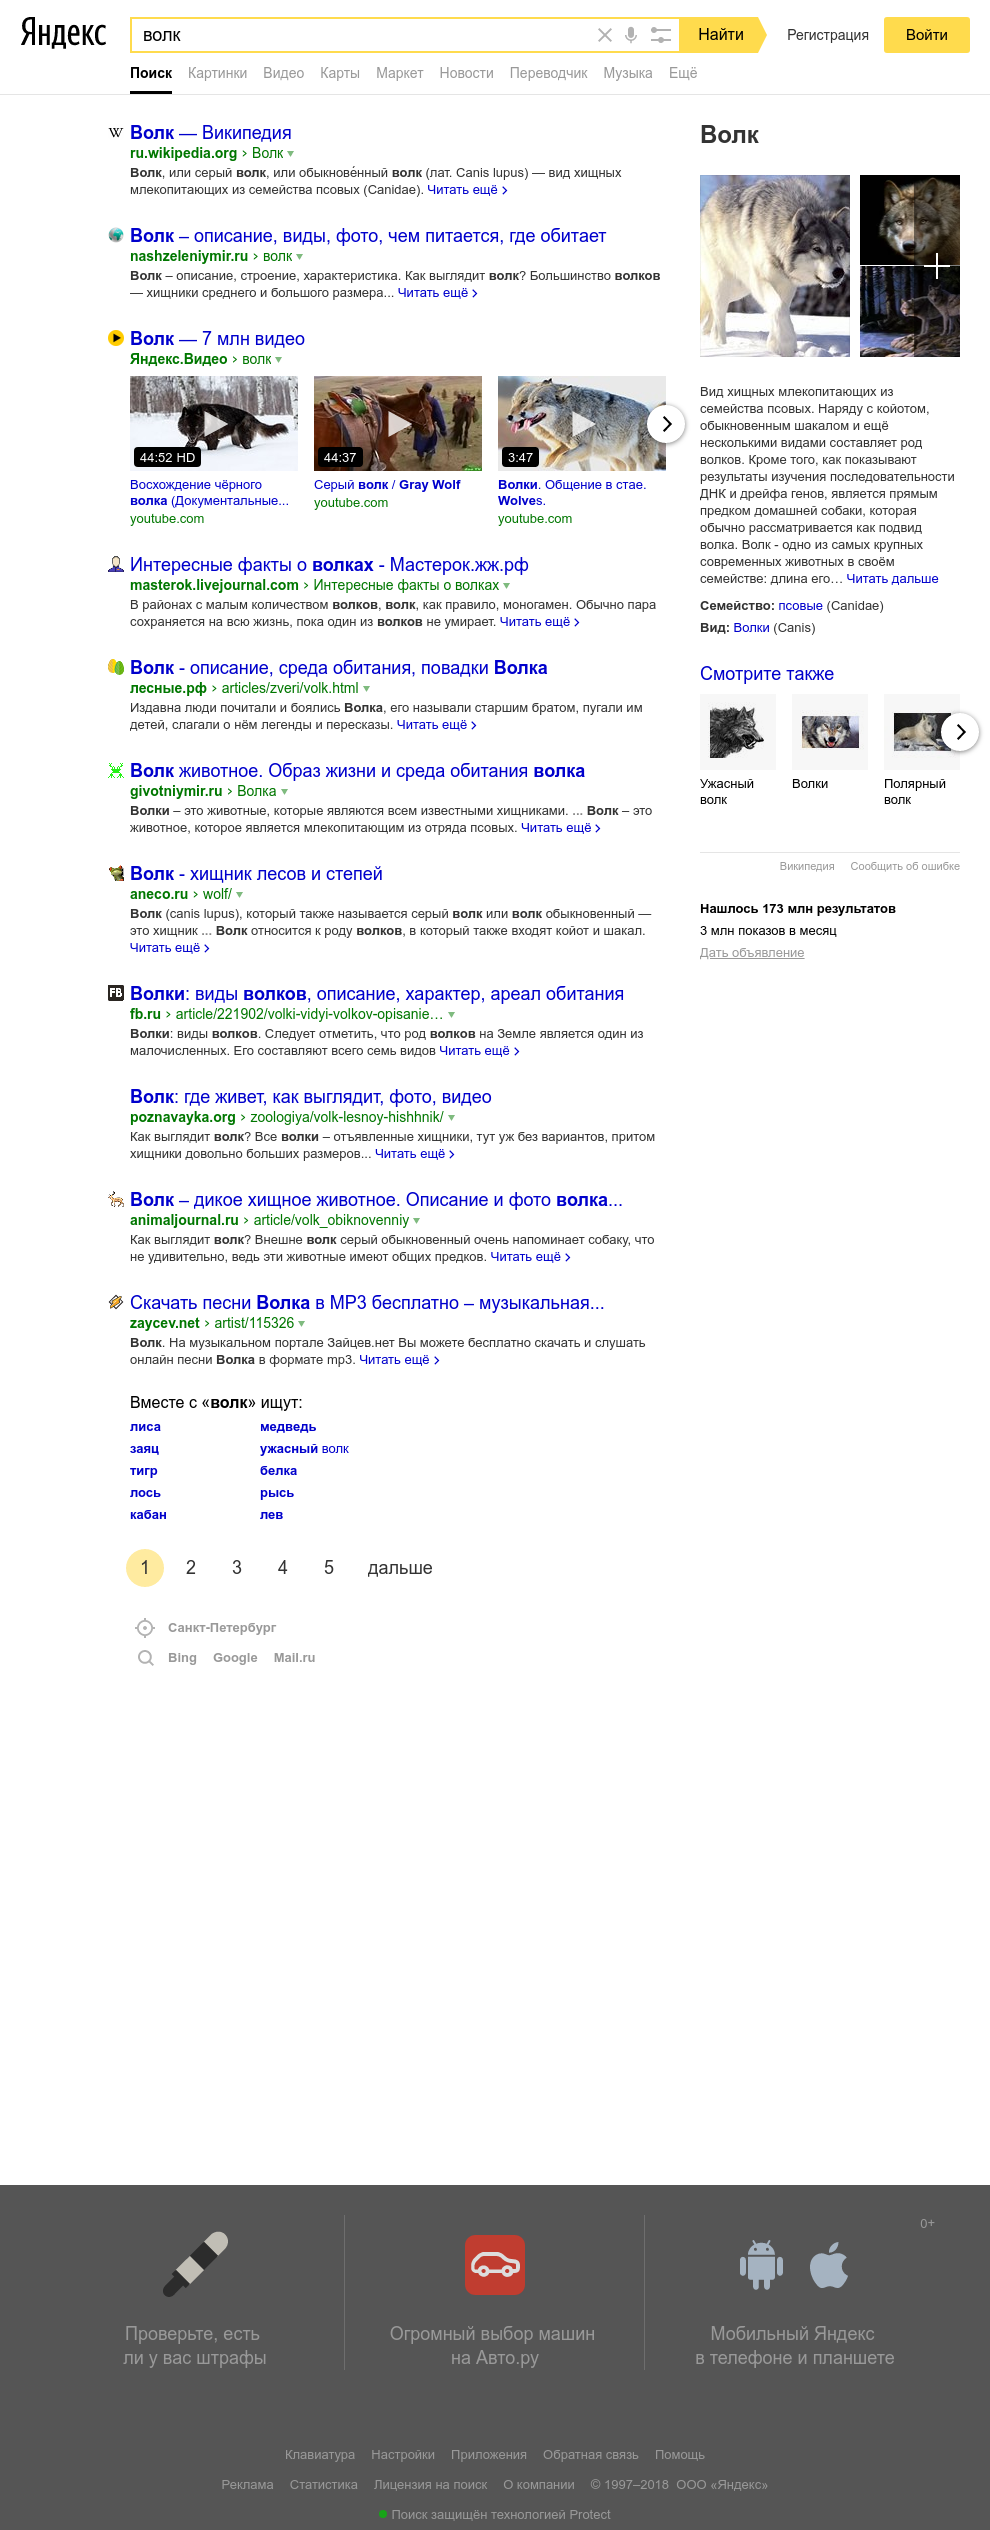 Яндекс
волк
Найти
Регистрация
Войти
Поиск Картинки Видео Карты Маркет Новости Переводчик Музыка Ещё
Волк — Википедия
ru.wikipedia.org › Волк
Волк, или серый волк, или обыкнове́нный волк (лат. Canis lupus) — вид хищных
млекопитающих из семейства псовых (Canidae). Читать ещё ›
Волк – описание, виды, фото, чем питается, где обитает
nashzeleniymir.ru › волк
Волк – описание, строение, характеристика. Как выглядит волк? Большинство волков
— хищники среднего и большого размера... Читать ещё ›
Волк — 7 млн видео
Яндекс.Видео › волк
44:52 HD
44:37
3:47
Восхождение чёрного
волка (Документальные...
youtube.com
Серый волк / Gray Wolf
youtube.com
Волки. Общение в стае.
Wolves.
youtube.com
Интересные факты о волках - Мастерок.жж.рф
masterok.livejournal.com › Интересные факты о волках
В районах с малым количеством волков, волк, как правило, моногамен. Обычно пара
сохраняется на всю жизнь, пока один из волков не умирает. Читать ещё ›
Волк - описание, среда обитания, повадки Волка
лесные.рф › articles/zveri/volk.html
Издавна люди почитали и боялись Волка, его называли старшим братом, пугали им
детей, слагали о нём легенды и пересказы. Читать ещё ›
Волк животное. Образ жизни и среда обитания волка
givotniymir.ru › Волка
Волки – это животные, которые являются всем известными хищниками. ... Волк – это
животное, которое является млекопитающим из отряда псовых. Читать ещё ›
Волк - хищник лесов и степей
aneco.ru › wolf/
Волк (canis lupus), который также называется серый волк или волк обыкновенный —
это хищник ... Волк относится к роду волков, в который также входят койот и шакал.
Читать ещё ›
FB
Волки: виды волков, описание, характер, ареал обитания
fb.ru › article/221902/volki-vidyi-volkov-opisanie…
Волки: виды волков. Следует отметить, что род волков на Земле является один из
малочисленных. Его составляют всего семь видов Читать ещё ›
Волк: где живет, как выглядит, фото, видео
poznavayka.org › zoologiya/volk-lesnoy-hishhnik/
Как выглядит волк? Все волки – отъявленные хищники, тут уж без вариантов, притом
хищники довольно больших размеров... Читать ещё ›
Волк – дикое хищное животное. Описание и фото волка...
animaljournal.ru › article/volk_obiknovenniy
Как выглядит волк? Внешне волк серый обыкновенный очень напоминает собаку, что
не удивительно, ведь эти животные имеют общих предков. Читать ещё ›
Скачать песни Волка в MP3 бесплатно – музыкальная...
zaycev.net › artist/115326
Волк. На музыкальном портале Зайцев.нет Вы можете бесплатно скачать и слушать
онлайн песни Волка в формате mp3. Читать ещё ›
Вместе с «волк» ищут:
лиса медведь
заяц ужасный волк
тигр белка
лось рысь
кабан лев
1 2 3 4 5 дальше
Санкт-Петербург
Bing Google Mail.ru
Волк
Вид хищных млекопитающих из
семейства псовых. Наряду с койотом,
обыкновенным шакалом и ещё
несколькими видами составляет род
волков. Кроме того, как показывают
результаты изучения последовательности
ДНК и дрейфа генов, является прямым
предком домашней собаки, которая
обычно рассматривается как подвид
волка. Волк - одно из самых крупных
современных животных в своём
семействе: длина его… Читать дальше
Семейство: псовые (Canidae)
Вид: Волки (Canis)
Смотрите также
Ужасный
волк
Волки
Полярный
волк
Википедия Сообщить об ошибке
Нашлось 173 млн результатов
3 млн показов в месяц
Дать объявление
0+
Проверьте, есть
ли у вас штрафы
Огромный выбор машин
на Авто.ру
Мобильный Яндекс
в телефоне и планшете
Клавиатура Настройки Приложения Обратная связь Помощь
Реклама Статистика Лицензия на поиск О компании © 1997–2018 ООО «Яндекс»
Поиск защищён технологией Protect